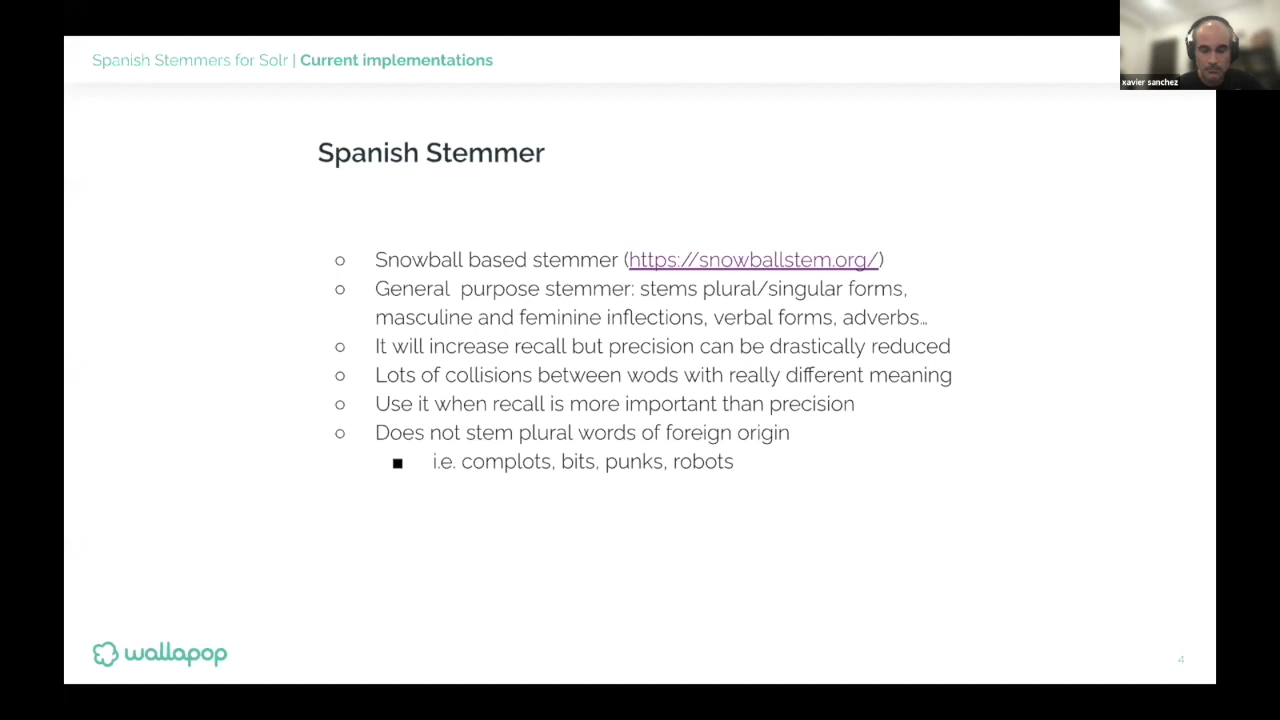 Spanish Stemmers for Solr | Current implementations
xavier sanchez
Spanish Stemmer
○ Snowball based stemmer (https://snowballstem.org/)
○ General purpose stemmer: stems plural/singular forms,
masculine and feminine inflections, verbal forms, adverbs…
○ It will increase recall but precision can be drastically reduced
○ Lots of collisions between wods with really different meaning
○ Use it when recall is more important than precision
○ Does not stem plural words of foreign origin
■ i.e. complots, bits, punks, robots
wallapop
4